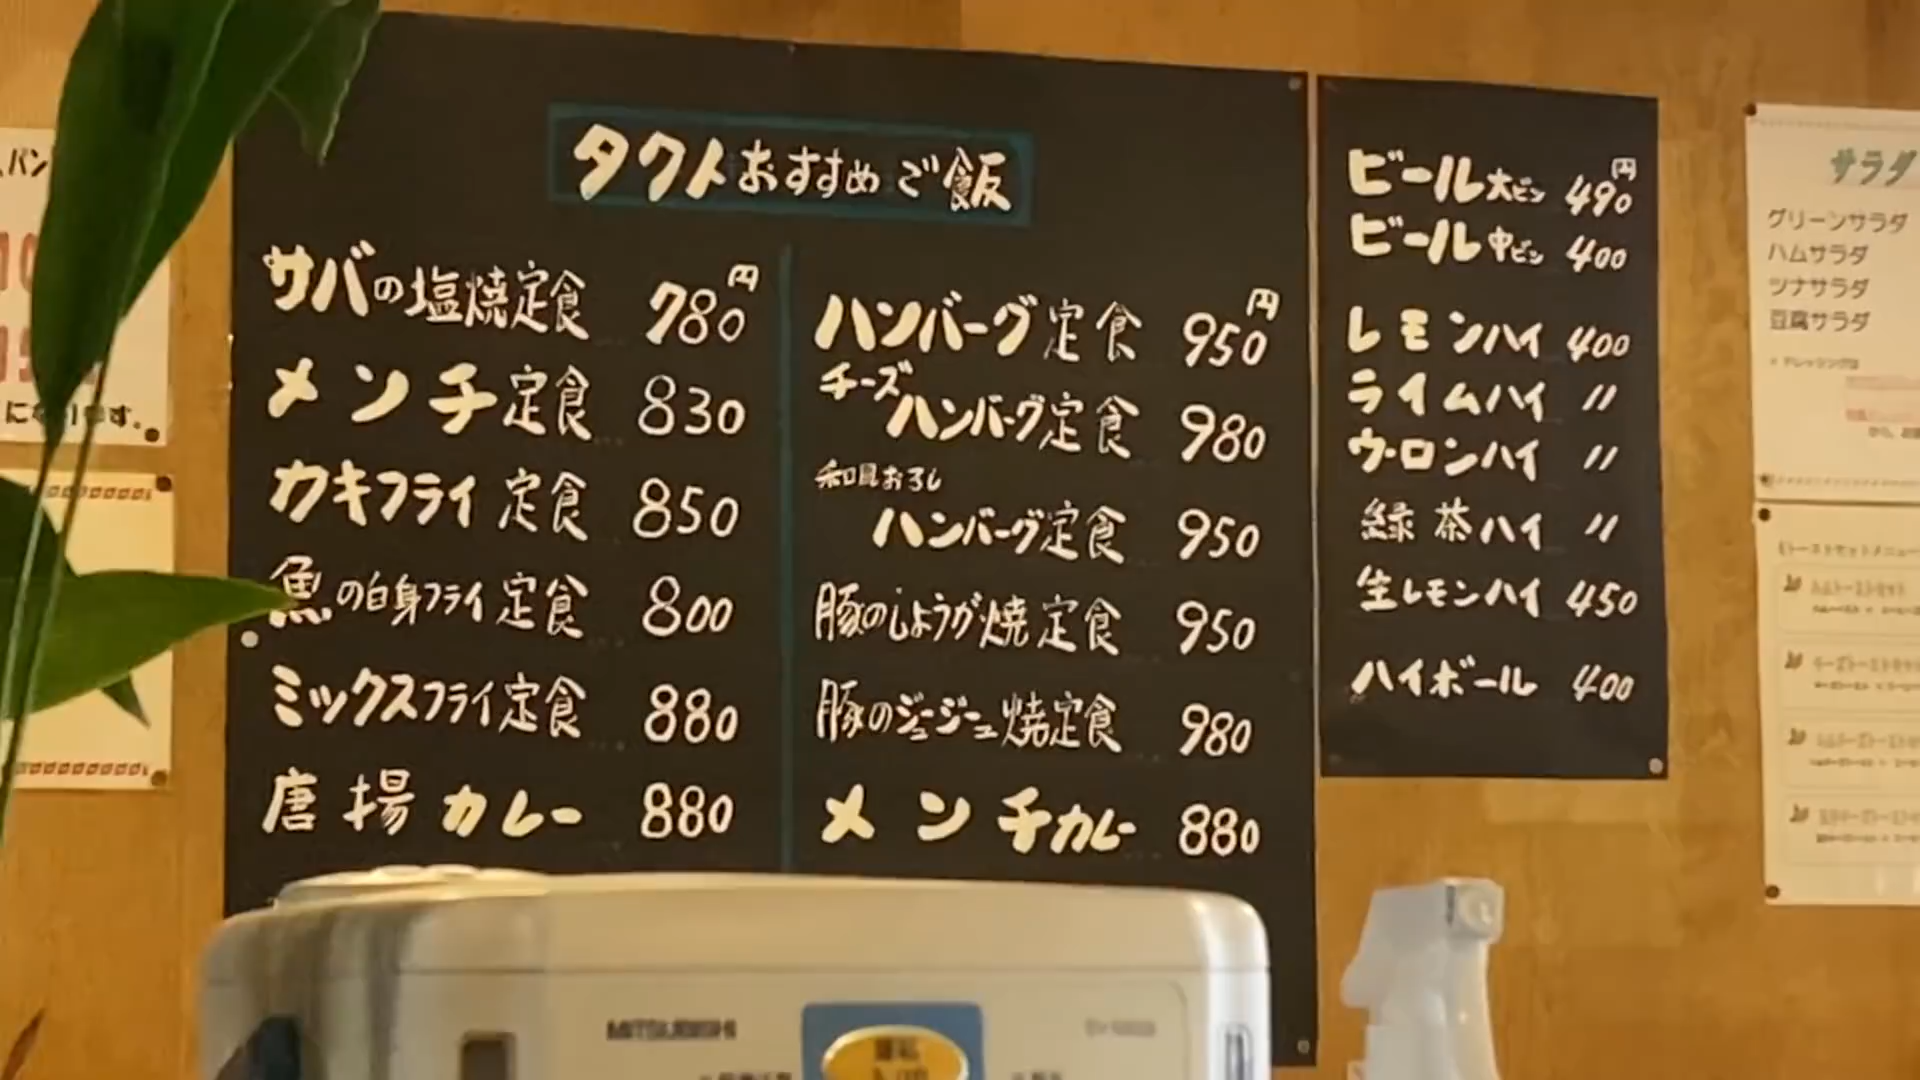 タクトおすすめご飯
サバの塩焼定食 780円
メンチ定食 830
カキフライ定食 850
魚の白身フライ定食 800
ミックスフライ定食 880
唐揚カレー 880
ハンバーグ定食 950円
チーズハンバーグ定食 980
和風おろし
ハンバーグ定食 950
豚のしょうが焼定食 950
豚のジュージュー焼定食 980
メンチカレー 880
ビール大ビン 490円
ビール中ビン 400
レモンハイ 400
ライムハイ 〃
ウーロンハイ 〃
緑茶ハイ 〃
生レモンハイ 450
ハイボール 400
サラダ
グリーンサラダ
ハムサラダ
ツナサラダ
豆腐サラダ
MITSUBISHI